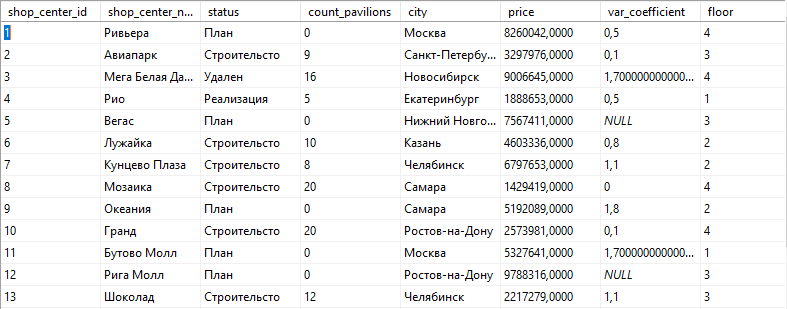 shop_center_id shop_center_n... status count_pavilions city price var_coefficient floor
1 Ривьера План 0 Москва 8260042,0000 0,5 4
2 Авиапарк Строительсто 9 Санкт-Петербу... 3297976,0000 0,1 3
3 Мега Белая Да... Удален 16 Новосибирск 9006645,0000 1,700000000000... 4
4 Рио Реализация 5 Екатеринбург 1888653,0000 0,5 1
5 Вегас План 0 Нижний Новго... 7567411,0000 NULL 3
6 Лужайка Строительсто 10 Казань 4603336,0000 0,8 2
7 Кунцево Плаза Строительсто 8 Челябинск 6797653,0000 1,1 2
8 Мозаика Строительсто 20 Самара 1429419,0000 0 4
9 Океания План 0 Самара 5192089,0000 1,8 2
10 Гранд Строительсто 20 Ростов-на-Дону 2573981,0000 0,1 4
11 Бутово Молл План 0 Москва 5327641,0000 1,700000000000... 1
12 Рига Молл План 0 Ростов-на-Дону 9788316,0000 NULL 3
13 Шоколад Строительсто 12 Челябинск 2217279,0000 1,1 3